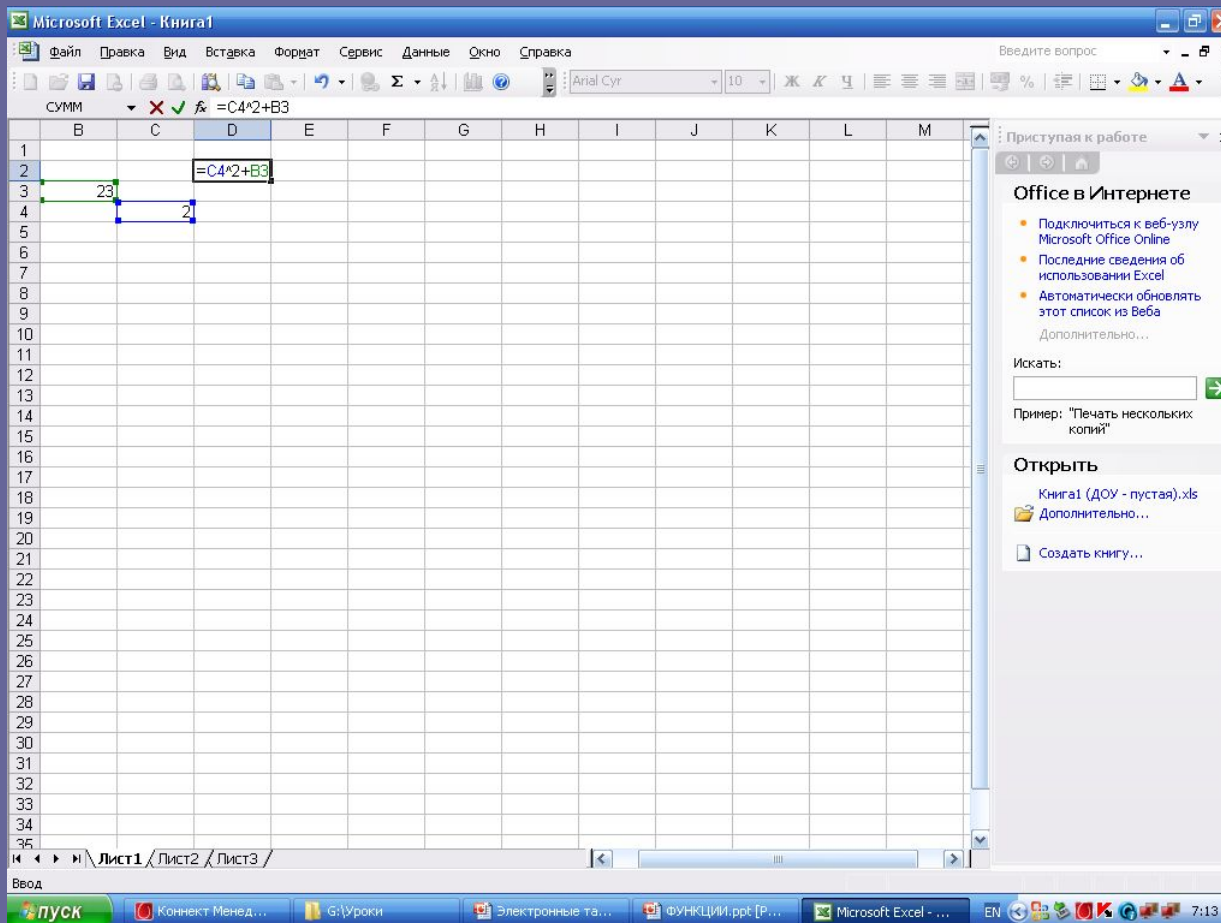 Microsoft Excel - Книга1
Файл Правка Вид Вставка Формат Сервис Данные Окно Справка Введите вопрос
Arial Cyr 10 Ж К Ч %
СУММ fx =C4^2+B3
B C D E F G H I J K L M
1
2 =C4^2+B3
3 23
4 2
5
6
7
8
9
10
11
12
13
14
15
16
17
18
19
20
21
22
23
24
25
26
27
28
29
30
31
32
33
34
35
Приступая к работе
Office в Интернете
Подключиться к веб-узлу
Microsoft Office Online
Последние сведения об
использовании Excel
Автоматически обновлять
этот список из Веба
Дополнительно...
Искать:
Пример: "Печать нескольких
копий"
Открыть
Книга1 (ДОУ - пустая).xls
Дополнительно...
Создать книгу...
Лист1 Лист2 Лист3
Ввод
пуск Коннект Менед... G:\Уроки Электронные та... ФУНКЦИИ.ppt [P... Microsoft Excel - ... EN 7:13